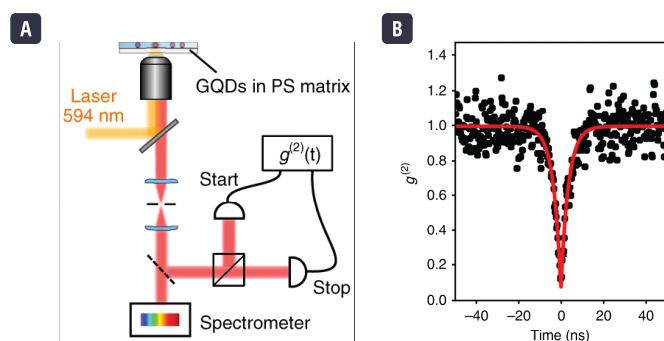 A
GQDs in PS matrix
Laser
594 nm
g(2)(t)
Start
Stop
Spectrometer
B
1.4
1.2
1.0
0.8
0.6
0.4
0.2
0.0
g(2)
−40 −20 0 20 40
Time (ns)